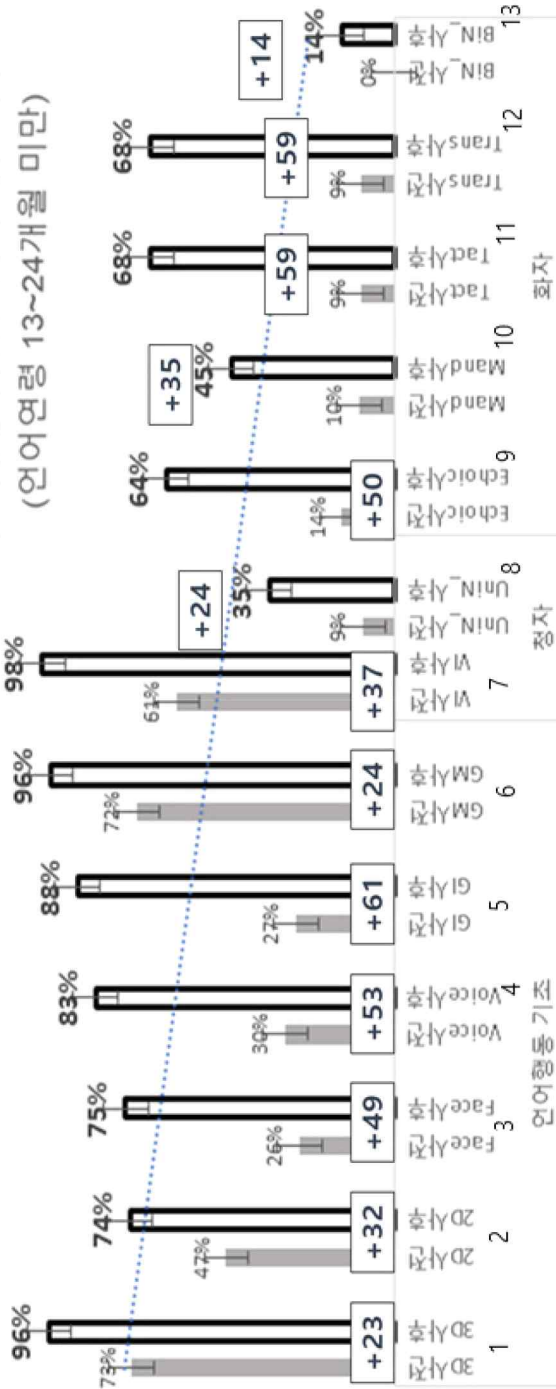 (언어연령 13~24개월 미만)
96%
74%
75%
83%
88%
96%
98%
35%
64%
45%
68%
68%
14%
73%
47%
26%
30%
27%
72%
61%
9%
14%
10%
9%
9%
0%
+23
+32
+49
+53
+61
+24
+37
+24
+50
+35
+59
+59
+14
3D사전
3D사후
2D사전
2D사후
Face사전
Face사후
Voice사전
Voice사후
GI사전
GI사후
GM사전
GM사후
VI사전
VI사후
UniN_사전
UniN_사후
Echoic사전
Echoic사후
Mand사전
Mand사후
Tact사전
Tact사후
Trans사전
Trans사후
BiN_사전
BiN_사후
1 2 3 4 5 6 7 8 9 10 11 12 13
언어행동 기초
청자
화자